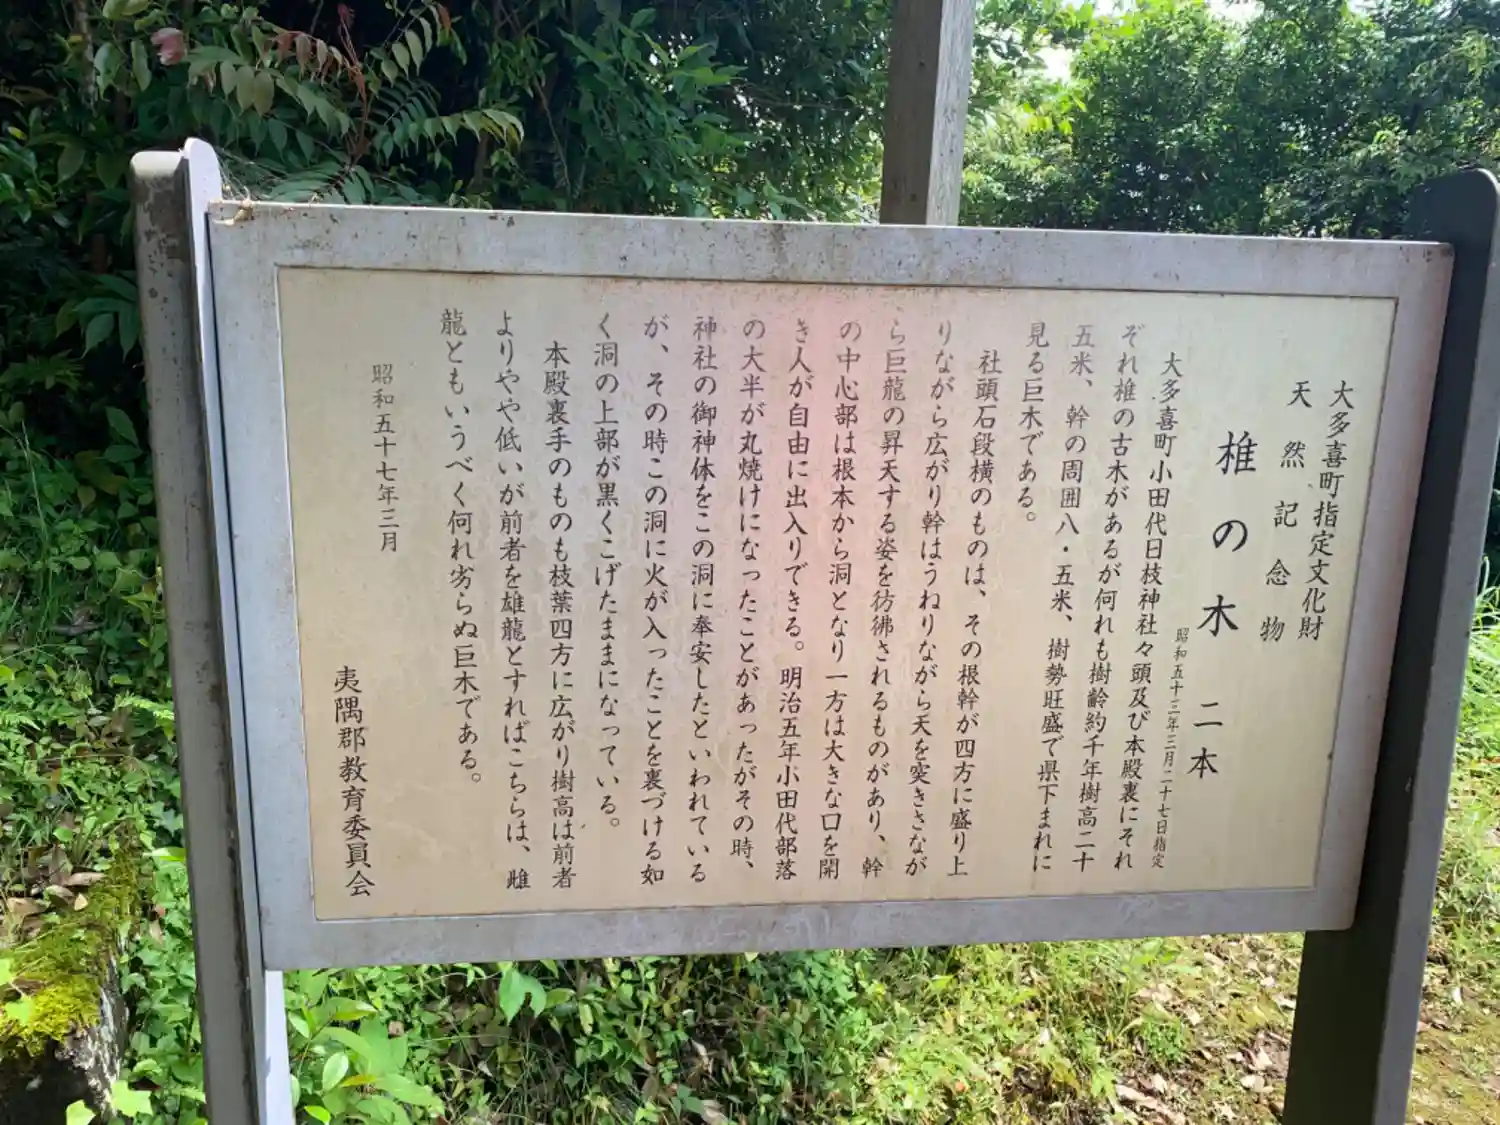 大多喜町指定文化財
天然記念物
椎の木 二本
昭和五十三年三月二十七日指定
大多喜町小田代日枝神社々頭及び本殿裏にそれ
ぞれ椎の古木があるが何れも樹齢約千年樹高二十
五米、幹の周囲八・五米、樹勢旺盛で県下まれに
見る巨木である。
社頭石段横のものは、その根幹が四方に盛り上
りながら広がり幹はうねりながら天を突ききなが
ら巨龍の昇天する姿を彷彿されるものがあり、幹
の中心部は根本から洞となり一方は大きな口を開
き人が自由に出入りできる。明治五年小田代部落
の大半が丸焼けになったことがあったがその時、
神社の御神体をこの洞に奉安したといわれている
が、その時この洞に火が入ったことを裏づける如
く洞の上部が黒くこげたままになっている。
本殿裏手のものも枝葉四方に広がり樹高は前者
よりやや低いが前者を雄龍とすればこちらは、雌
龍ともいうべく何れ劣らぬ巨木である。
昭和五十七年三月
夷隅郡教育委員会